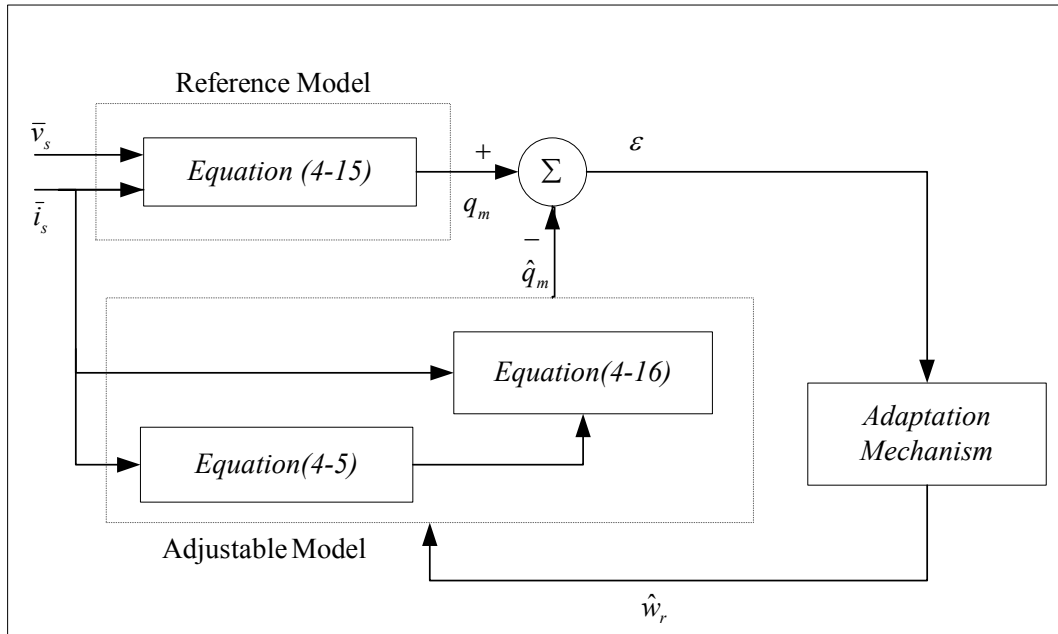 Reference Model
v̄ₛ
Equation (4-15)
+
Σ
ε
īₛ
qₘ
−
q̂ₘ
Equation(4-16)
Equation(4-5)
Adaptation
Mechanism
Adjustable Model
ŵᵣ